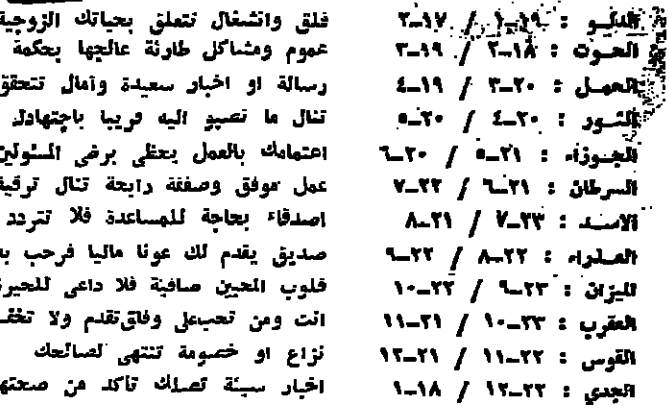 الدلو : ١٩-١ / ١٧-٢ قلق وانشغال تتعلق بحياتك الزوجية
الحوت : ١٨-٢ / ١٩-٣ هموم ومشاكل طارئة عالجها بحكمة
الحمل : ٢٠-٣ / ١٩-٤ رسالة او اخبار سعيدة وآمال تتحقق
الثور : ٢٠-٤ / ٢٠-٥ تنال ما تصبو اليه قريبا باجتهادك
الجوزاء : ٢١-٥ / ٢٠-٦ اهتمامك بالعمل يحظى برضى المسئولين
السرطان : ٢١-٦ / ٢٢-٧ عمل موفق وصفقة رابحة تنال ترقية
الاسد : ٢٣-٧ / ٢١-٨ اصدقاء بحاجة للمساعدة فلا تتردد
العذراء : ٢٢-٨ / ٢٢-٩ صديق يقدم لك عونا ماليا فرحب به
الميزان : ٢٣-٩ / ٢٢-١٠ قلوب المحبين صافية فلا داعي للحيرة
العقرب : ٢٣-١٠ / ٢١-١١ انت ومن تحب على وفاق تقدم ولا تخف
القوس : ٢٢-١١ / ٢١-١٢ نزاع او خصومة تنتهي لصالحك
الجدي : ٢٢-١٢ / ١٨-١ اخبار سيئة تصلك تأكد من صحتها